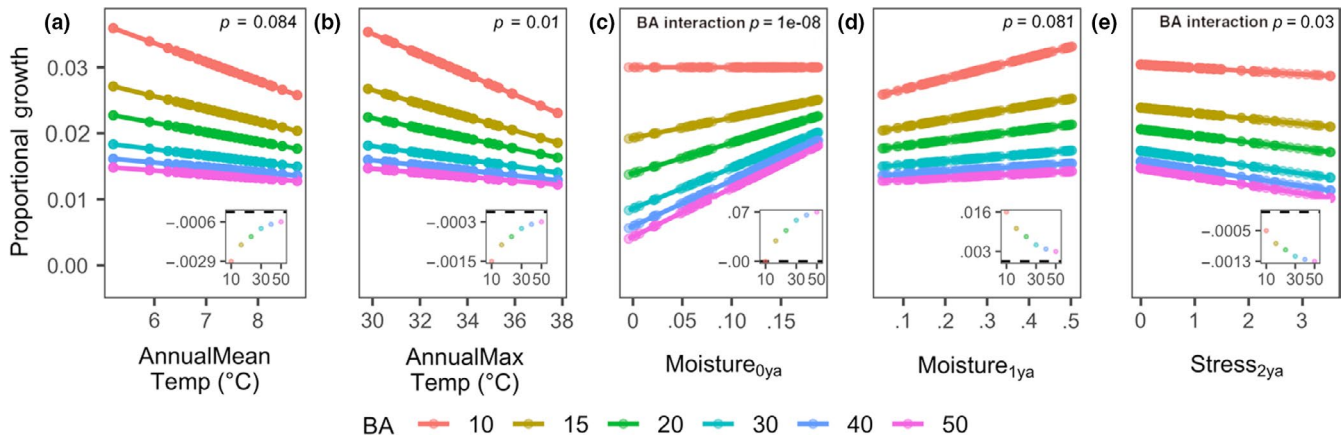 (a) p = 0.084
(b) p = 0.01
(c) BA interaction p = 1e-08
(d) p = 0.081
(e) BA interaction p = 0.03
Proportional growth
0.03
0.02
0.01
0.00
−.0006
−.0029
10 30 50
6 7 8
AnnualMean
Temp (°C)
−.0003
−.0015
10 30 50
30 32 34 36 38
AnnualMax
Temp (°C)
.07
−.00
10 30 50
0 .05 .10 .15
Moisture0ya
.016
.003
10 30 50
.1 .2 .3 .4 .5
Moisture1ya
−.0005
−.0013
10 30 50
0 1 2 3
Stress2ya
BA 10 15 20 30 40 50